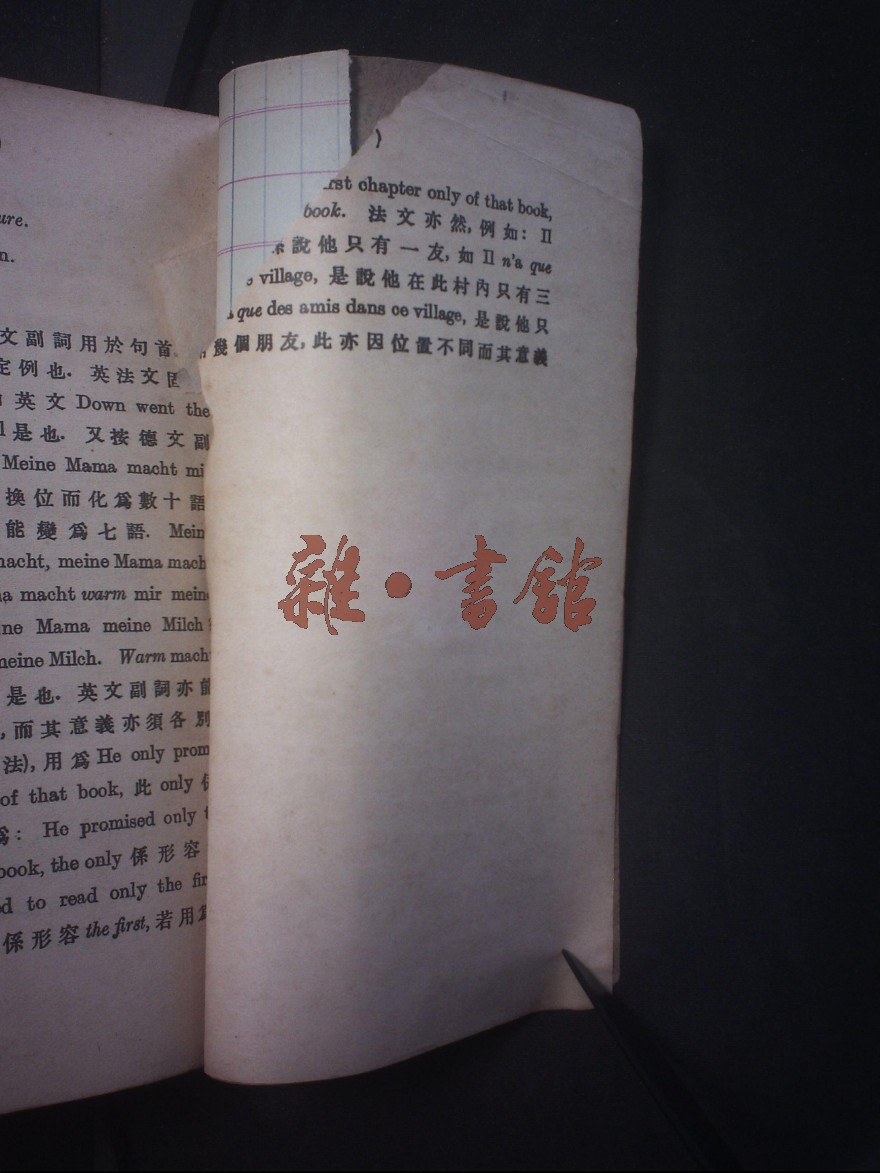 ure.
n.
文副詞用於句首
定例也. 英法文
英文 Down went the
是也. 又按德文副
Meine Mama macht mi
換位而化爲數十語
能變爲七語. Mein
macht, meine Mama mach
macht warm mir mein
ne Mama meine Milch
meine Milch. Warm mach
是也. 英文副詞亦
, 而其意義亦須各別
法), 用爲 He only prom
of that book, 此 only 係
: He promised only
book, the only 係形容
d to read only the fir
係形容 the first, 若用爲
)
rst chapter only of that book,
book. 法文亦然, 例如: Il
說他只有一友, 如 Il n'a que
village, 是說他在此村內只有三
que des amis dans ce village, 是說他只
幾個朋友, 此亦因位置不同而其意義
雜·書館